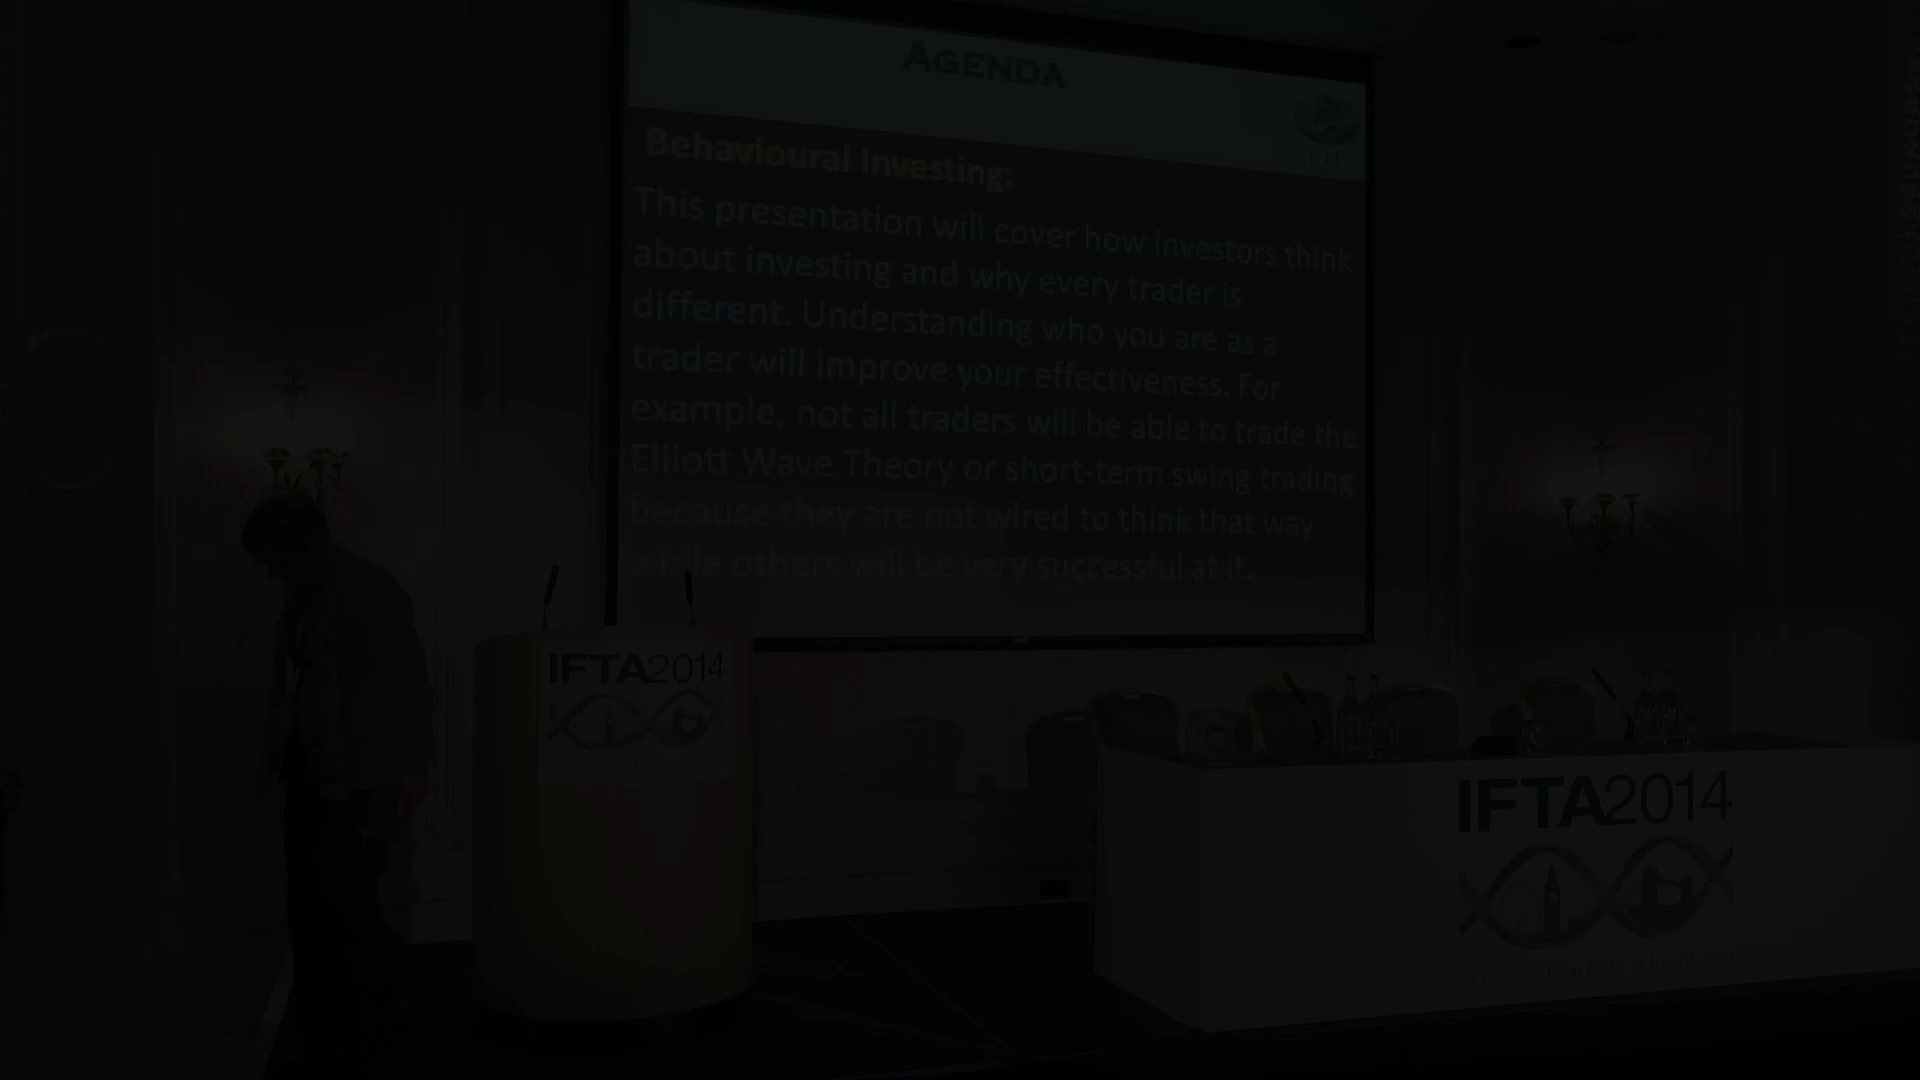 AGENDA
Behavioural Investing:
This presentation will cover how investors think
about investing and why every trader is
different. Understanding who you are as a
trader will improve your effectiveness. For
example, not all traders will be able to trade the
Elliott Wave Theory or short-term swing trading
because they are not wired to think that way
while others will be very successful at it.
IFTA2014
IFTA2014